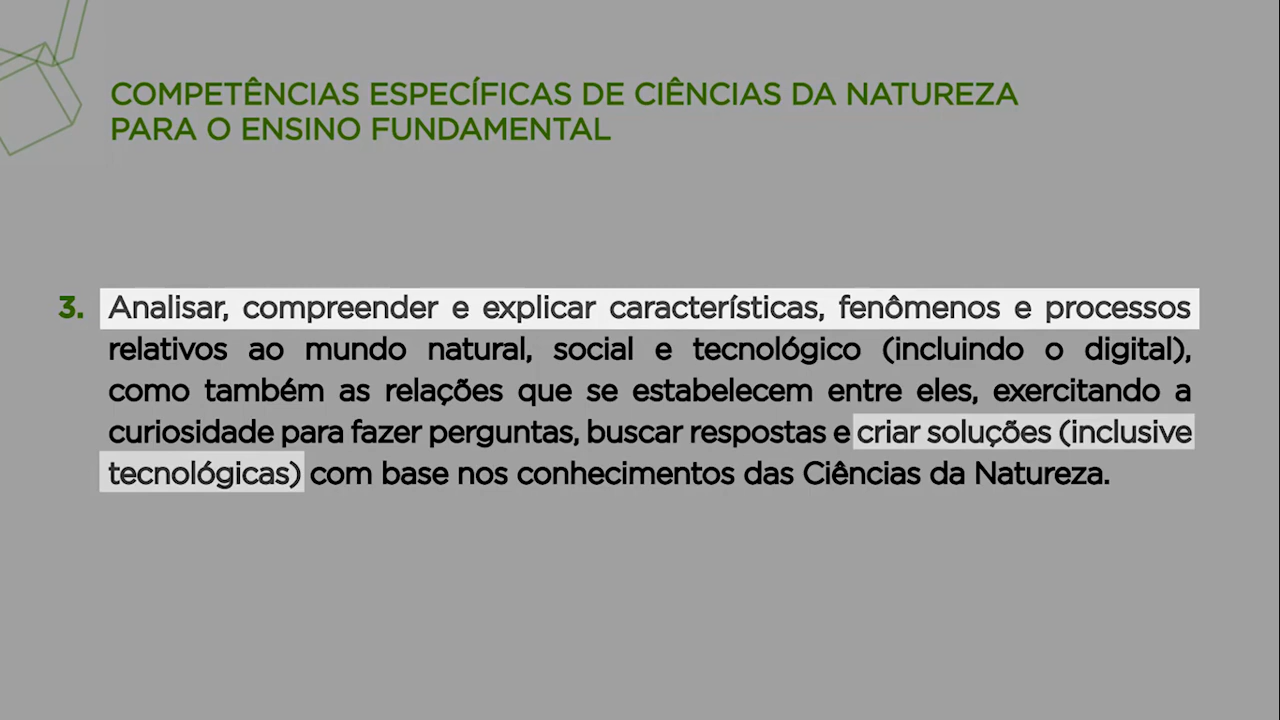 COMPETÊNCIAS ESPECÍFICAS DE CIÊNCIAS DA NATUREZA
PARA O ENSINO FUNDAMENTAL
3. Analisar, compreender e explicar características, fenômenos e processos
relativos ao mundo natural, social e tecnológico (incluindo o digital),
como também as relações que se estabelecem entre eles, exercitando a
curiosidade para fazer perguntas, buscar respostas e criar soluções (inclusive
tecnológicas) com base nos conhecimentos das Ciências da Natureza.